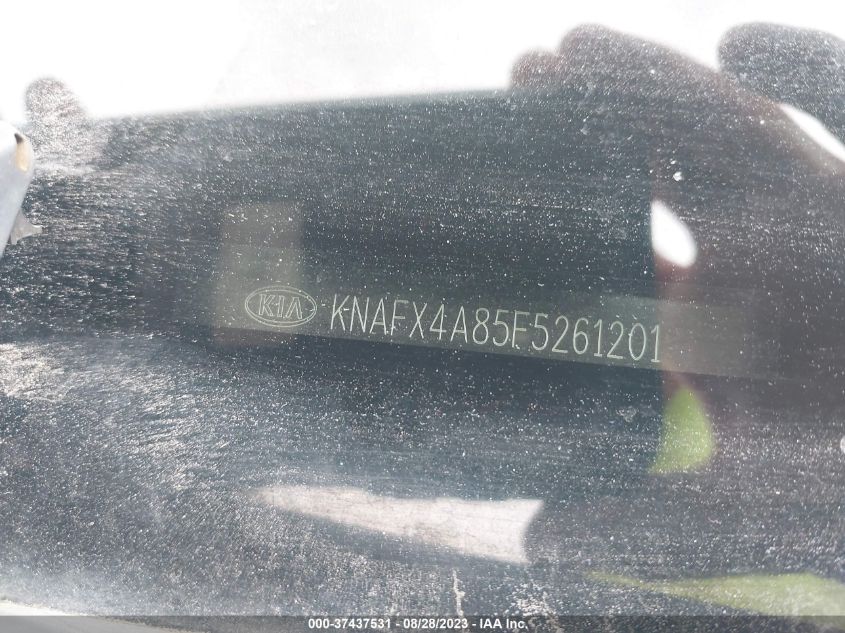 KIA KNAFX4A85F5261201
000-37437531 - 08/28/2023 - IAA Inc.